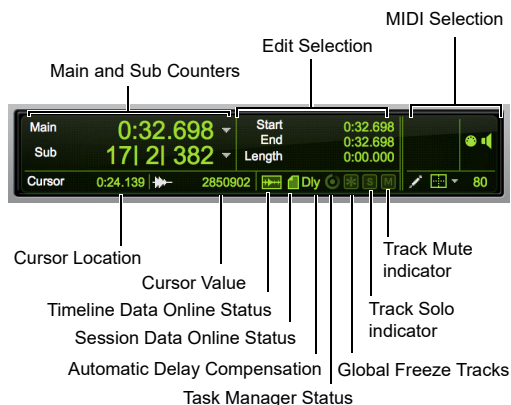 MIDI Selection
Edit Selection
Main and Sub Counters
Main 0:32.698
Sub 17| 2| 382
Start 0:32.698
End 0:32.698
Length 0:00.000
Cursor 0:24.139 2850902 Dly S M 80
Cursor Location
Cursor Value
Timeline Data Online Status
Session Data Online Status
Automatic Delay Compensation
Task Manager Status
Track Mute
indicator
Track Solo
indicator
Global Freeze Tracks